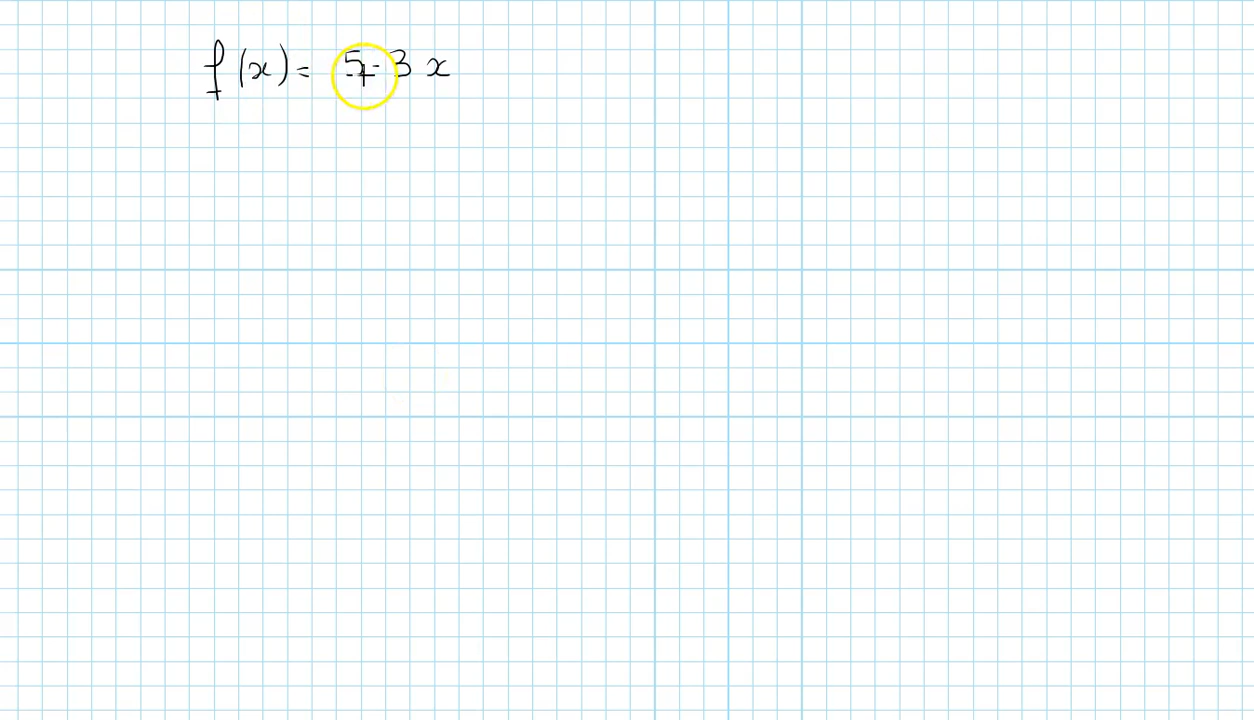 f(x) = 5-3x